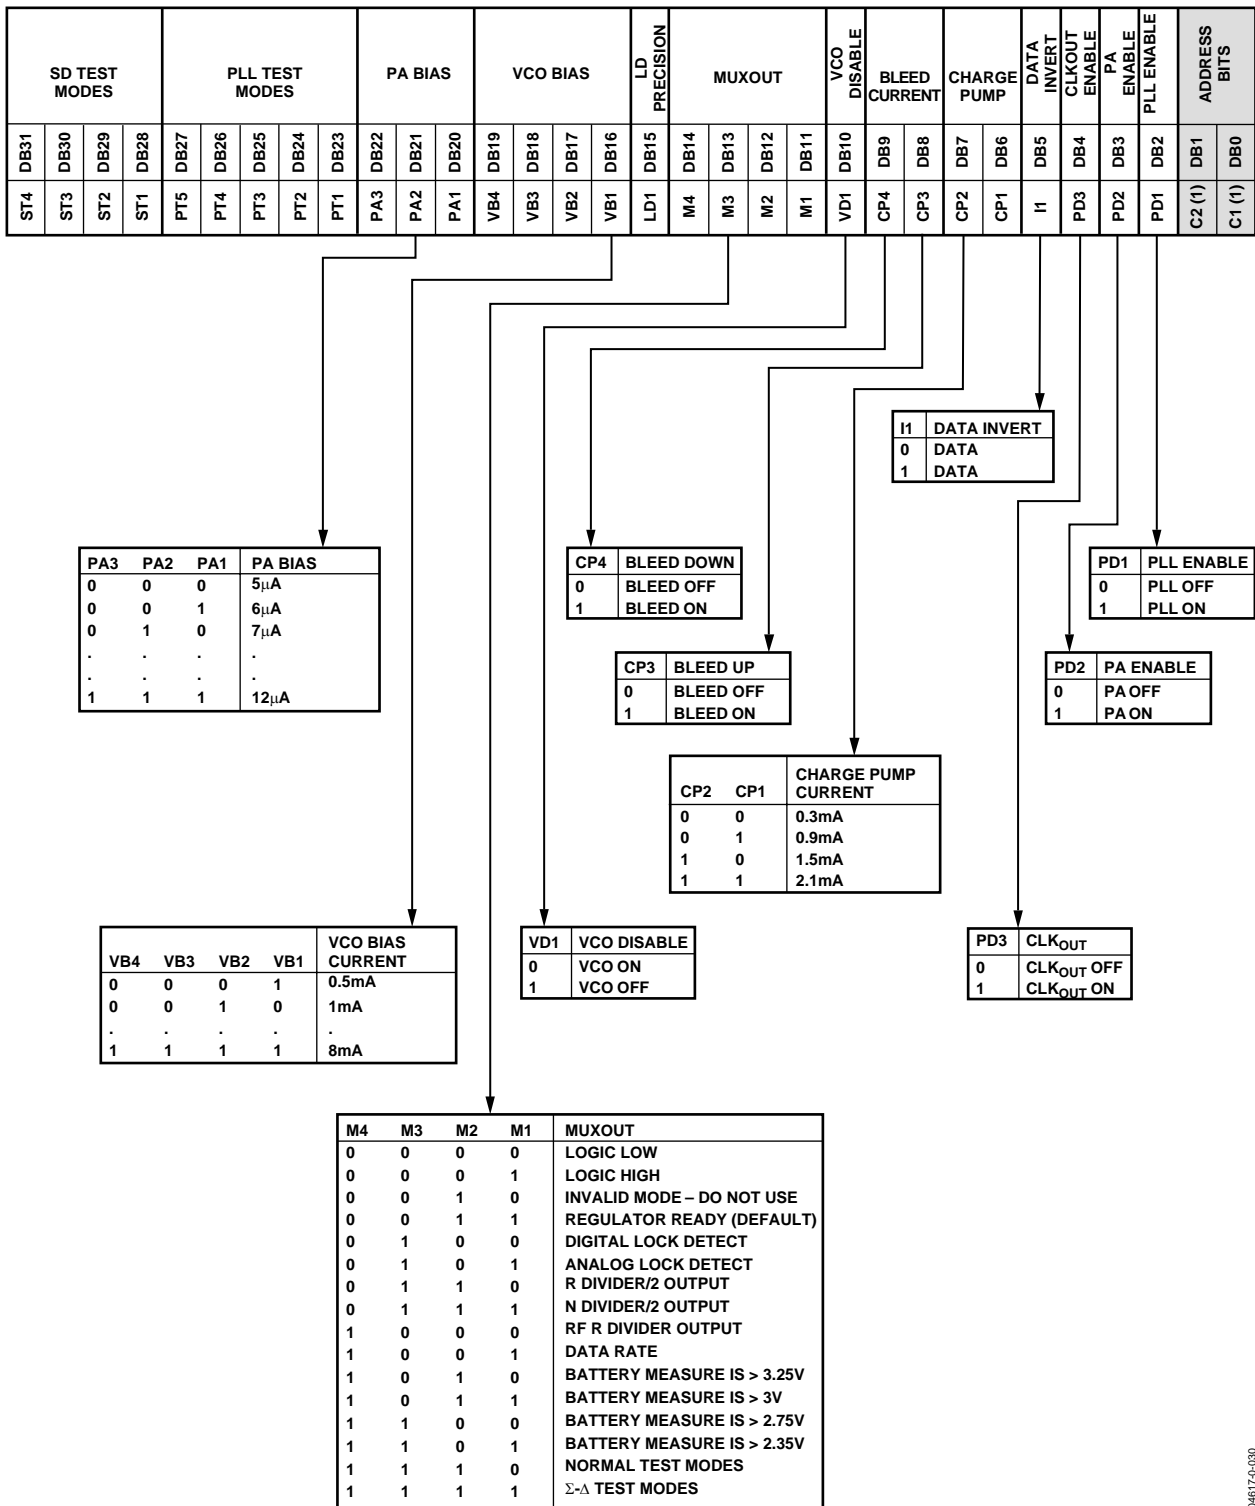 SD TEST
MODES
PLL TEST
MODES
PA BIAS
VCO BIAS
LD
PRECISION
MUXOUT
VCO
DISABLE
BLEED
CURRENT
CHARGE
PUMP
DATA
INVERT
CLKOUT
ENABLE
PA
ENABLE
PLL ENABLE
ADDRESS
BITS
DB31 DB30 DB29 DB28 DB27 DB26 DB25 DB24 DB23 DB22 DB21 DB20 DB19 DB18 DB17 DB16 DB15 DB14 DB13 DB12 DB11 DB10 DB9 DB8 DB7 DB6 DB5 DB4 DB3 DB2 DB1 DB0
ST4 ST3 ST2 ST1 PT5 PT4 PT3 PT2 PT1 PA3 PA2 PA1 VB4 VB3 VB2 VB1 LD1 M4 M3 M2 M1 VD1 CP4 CP3 CP2 CP1 I1 PD3 PD2 PD1 C2 (1) C1 (1)
I1 DATA INVERT
0 DATA
1 DATA
PA3 PA2 PA1 PA BIAS
0 0 0 5µA
0 0 1 6µA
0 1 0 7µA
. . . .
. . . .
1 1 1 12µA
CP4 BLEED DOWN
0 BLEED OFF
1 BLEED ON
PD1 PLL ENABLE
0 PLL OFF
1 PLL ON
CP3 BLEED UP
0 BLEED OFF
1 BLEED ON
PD2 PA ENABLE
0 PA OFF
1 PA ON
CP2 CP1 CHARGE PUMP
CURRENT
0 0 0.3mA
0 1 0.9mA
1 0 1.5mA
1 1 2.1mA
VB4 VB3 VB2 VB1 VCO BIAS
CURRENT
0 0 0 1 0.5mA
0 0 1 0 1mA
. . . . .
1 1 1 1 8mA
VD1 VCO DISABLE
0 VCO ON
1 VCO OFF
PD3 CLKOUT
0 CLKOUT OFF
1 CLKOUT ON
M4 M3 M2 M1 MUXOUT
0 0 0 0 LOGIC LOW
0 0 0 1 LOGIC HIGH
0 0 1 0 INVALID MODE – DO NOT USE
0 0 1 1 REGULATOR READY (DEFAULT)
0 1 0 0 DIGITAL LOCK DETECT
0 1 0 1 ANALOG LOCK DETECT
0 1 1 0 R DIVIDER/2 OUTPUT
0 1 1 1 N DIVIDER/2 OUTPUT
1 0 0 0 RF R DIVIDER OUTPUT
1 0 0 1 DATA RATE
1 0 1 0 BATTERY MEASURE IS > 3.25V
1 0 1 1 BATTERY MEASURE IS > 3V
1 1 0 0 BATTERY MEASURE IS > 2.75V
1 1 0 1 BATTERY MEASURE IS > 2.35V
1 1 1 0 NORMAL TEST MODES
1 1 1 1 Σ-Δ TEST MODES
04617-0-030